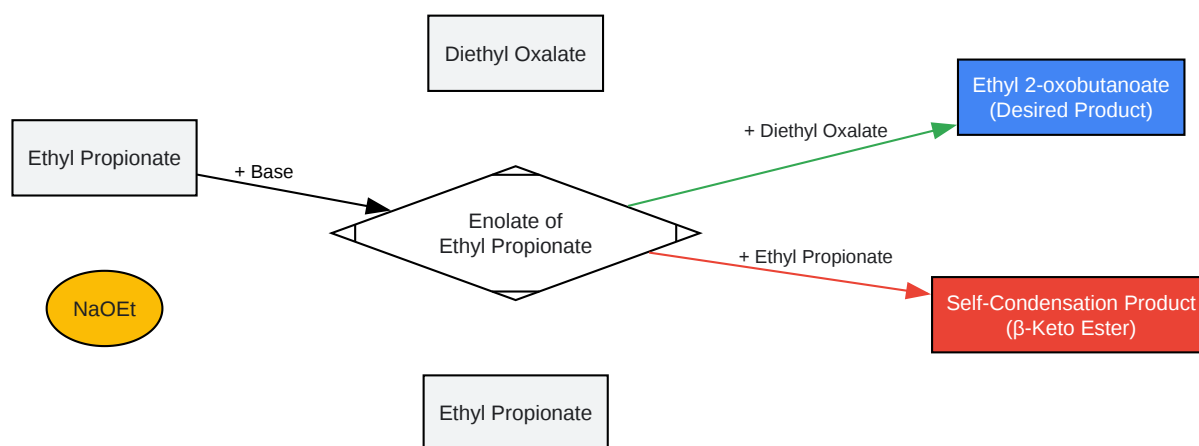 Diethyl Oxalate
Ethyl 2-oxobutanoate
(Desired Product)
+ Diethyl Oxalate
Ethyl Propionate
+ Base
Enolate of
Ethyl Propionate
+ Ethyl Propionate
NaOEt
Self-Condensation Product
(β-Keto Ester)
Ethyl Propionate